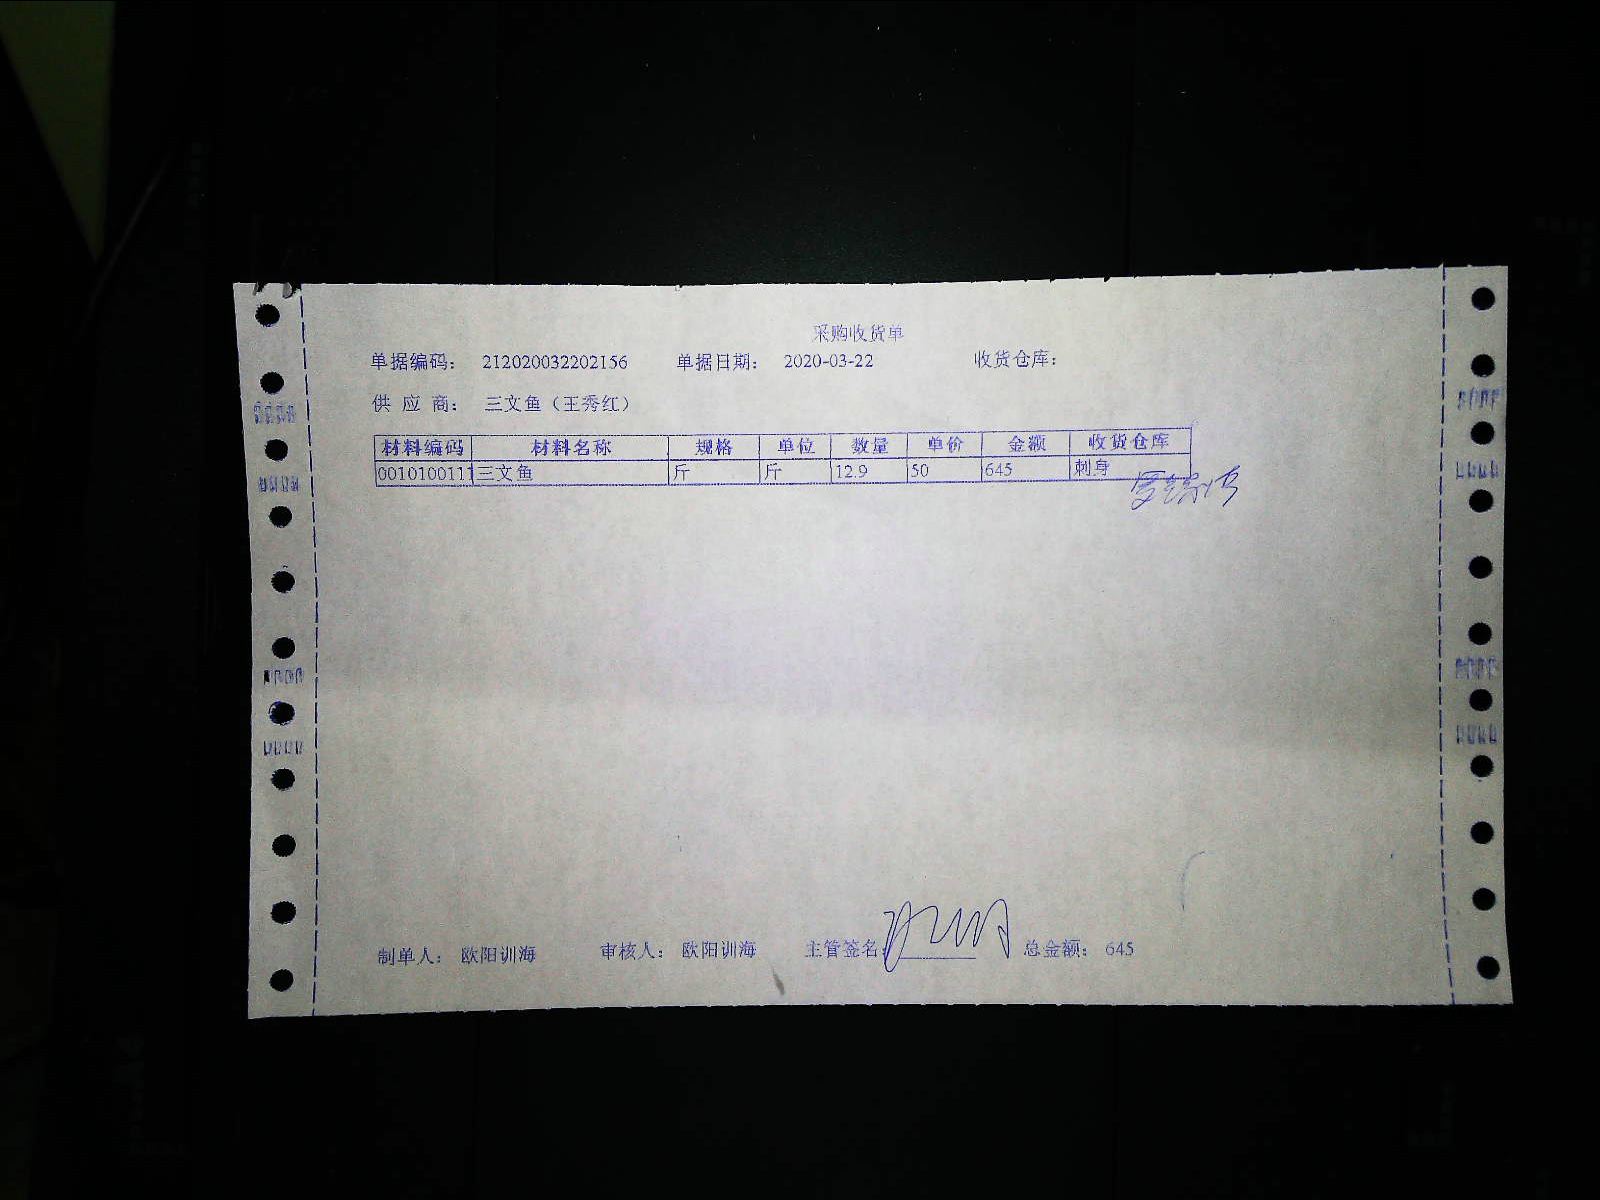 采购收货单
单据编码： 212020032202156 单据日期： 2020-03-22 收货仓库：
供 应 商： 三文鱼（王秀红）
材料编码 材料名称 规格 单位 数量 单价 金额 收货仓库
0010100111 三文鱼 斤 斤 12.9 50 645 刺身
制单人： 欧阳训海 审核人： 欧阳训海 主管签名： 总金额： 645